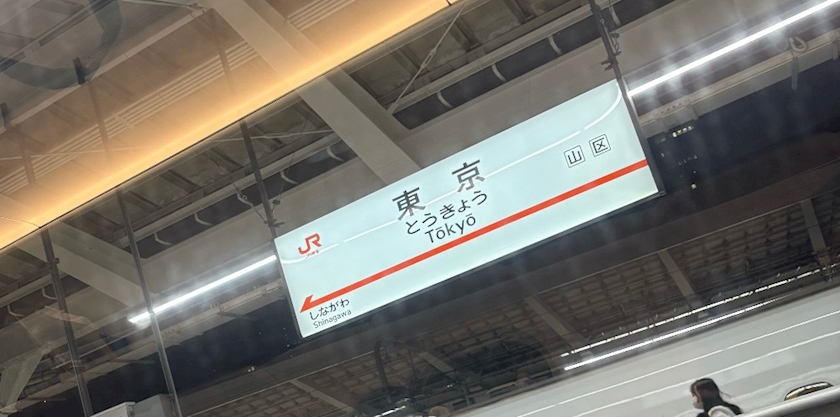 山 区
東 京
とうきょう
Tōkyō
JR
しながわ
Shinagawa